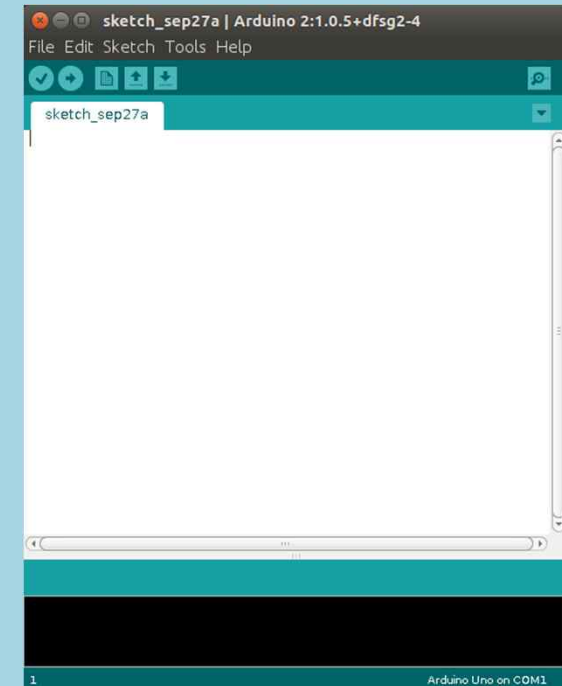 sketch_sep27a | Arduino 2:1.0.5+dfsg2-4
File Edit Sketch Tools Help
sketch_sep27a
1 Arduino Uno on COM1